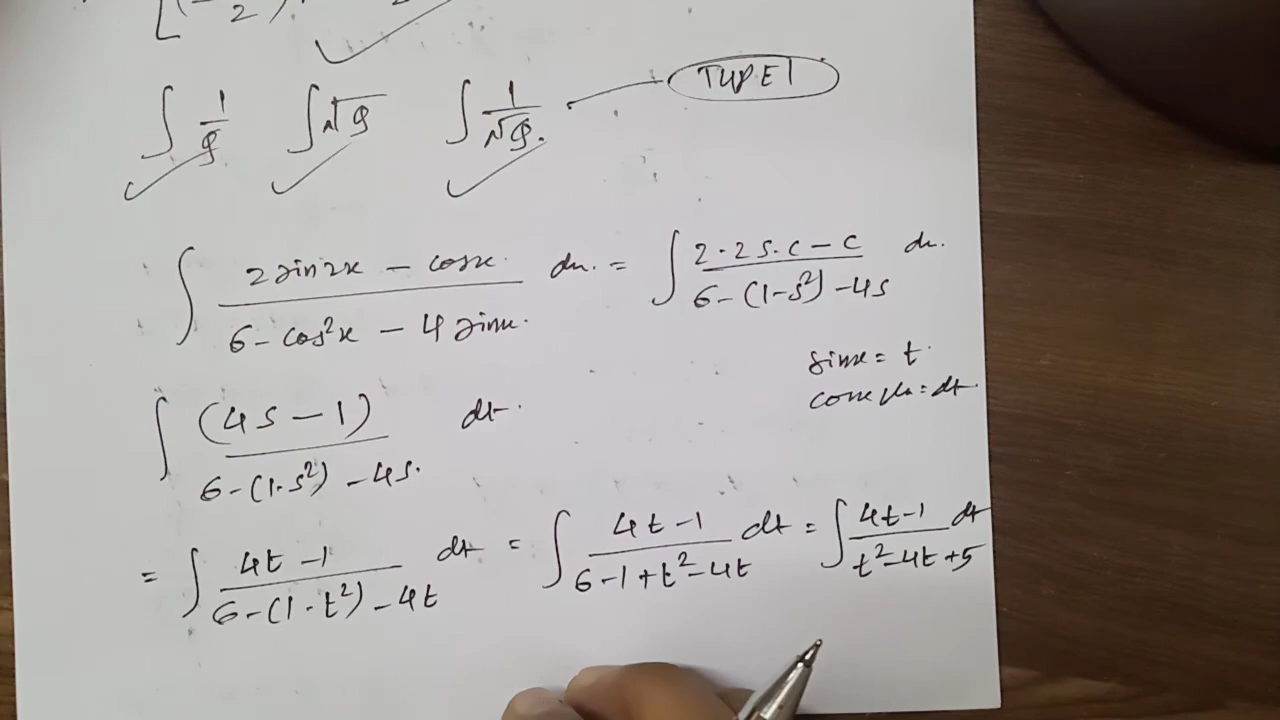 ∫ 1/φ ∫ √φ ∫ 1/√φ. TYPE 1
∫ (2 sin2x - cosx)/(6 - cos²x - 4 sinx) dx. = ∫ (2·2 s.c - c)/(6 - (1-s²) - 4s) dx.
sinx = t.
cosx dx = dt.
∫ (4s - 1)/(6 - (1-s²) - 4s) dt.
= ∫ (4t - 1)/(6 - (1 - t²) - 4t) dt = ∫ (4t - 1)/(6 - 1 + t² - 4t) dt = ∫ (4t - 1)/(t² - 4t + 5) dt